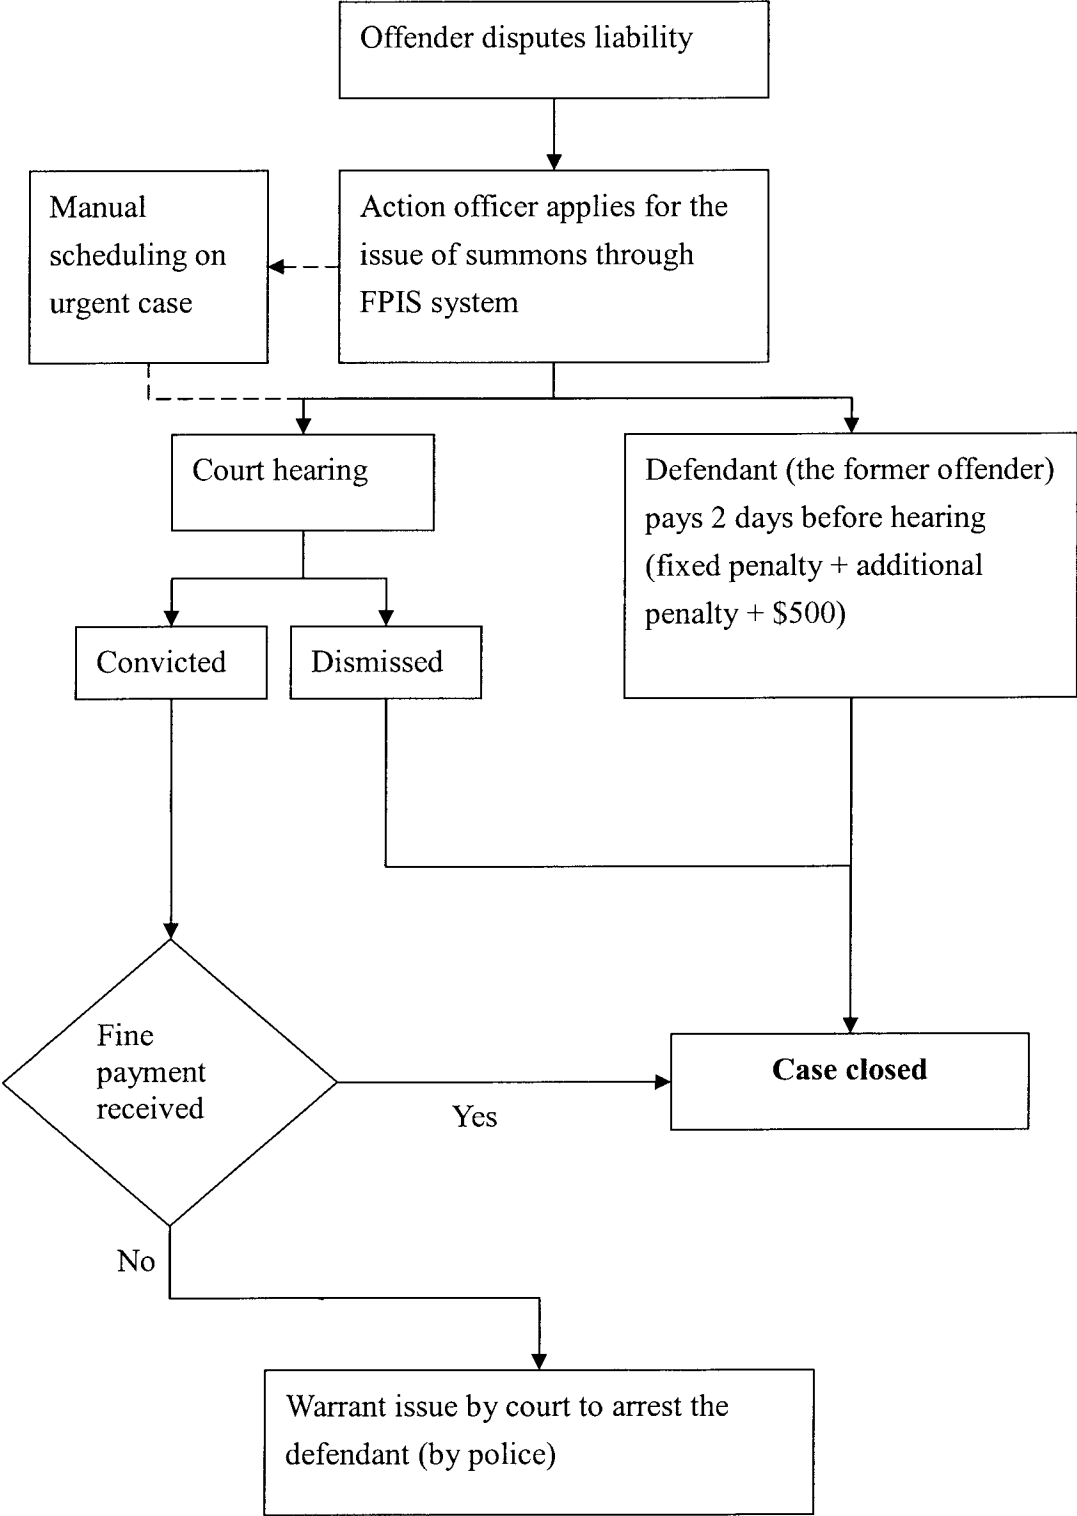 Offender disputes liability
Manual
scheduling on
urgent case
Action officer applies for the
issue of summons through
FPIS system
Court hearing
Defendant (the former offender)
pays 2 days before hearing
(fixed penalty + additional
penalty + $500)
Convicted
Dismissed
Fine
payment
received
Yes
Case closed
No
Warrant issue by court to arrest the
defendant (by police)